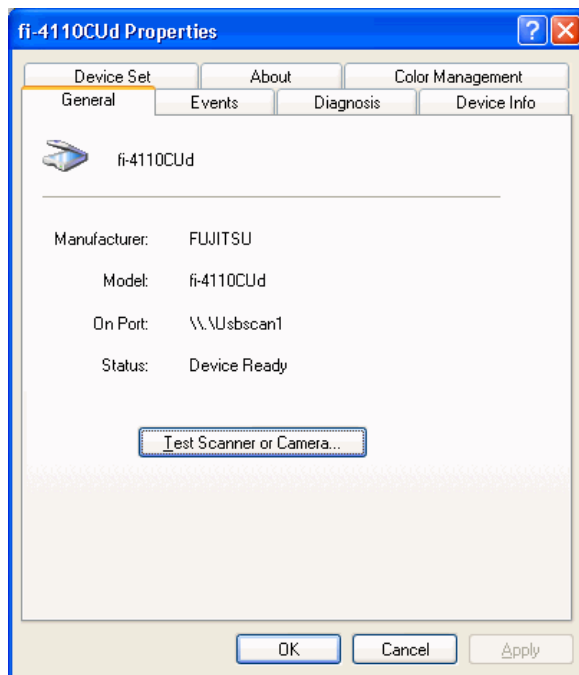 fi-4110CUd Properties
Device Set About Color Management
General Events Diagnosis Device Info
fi-4110CUd
Manufacturer: FUJITSU
Model: fi-4110CUd
On Port: \\.\Usbscan1
Status: Device Ready
Test Scanner or Camera...
OK Cancel Apply